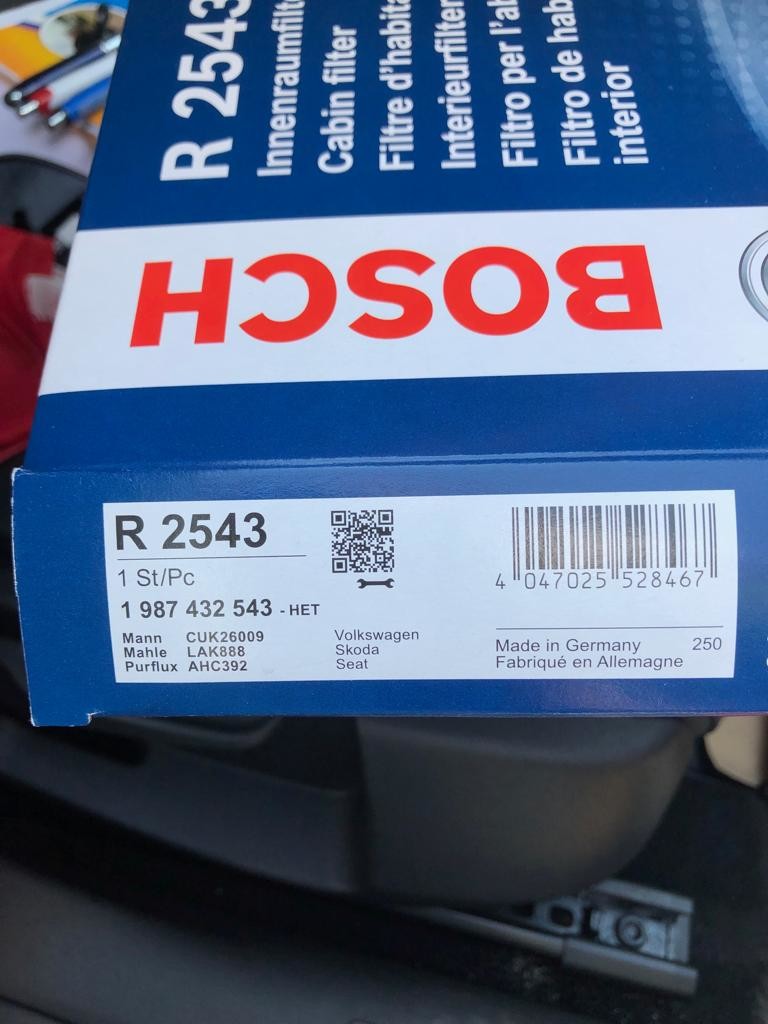 R 2543
Innenraumfilt
Cabin filter
Filtre d'habita
Interieurfilter
Filtro per l'ab
Filtro de hab
interior
BOSCH
R 2543
1 St/Pc
1 987 432 543 - HET
Mann CUK26009
Mahle LAK888
Purflux AHC392
Volkswagen
Skoda
Seat
4 047025 528467
Made in Germany 250
Fabriqué en Allemagne